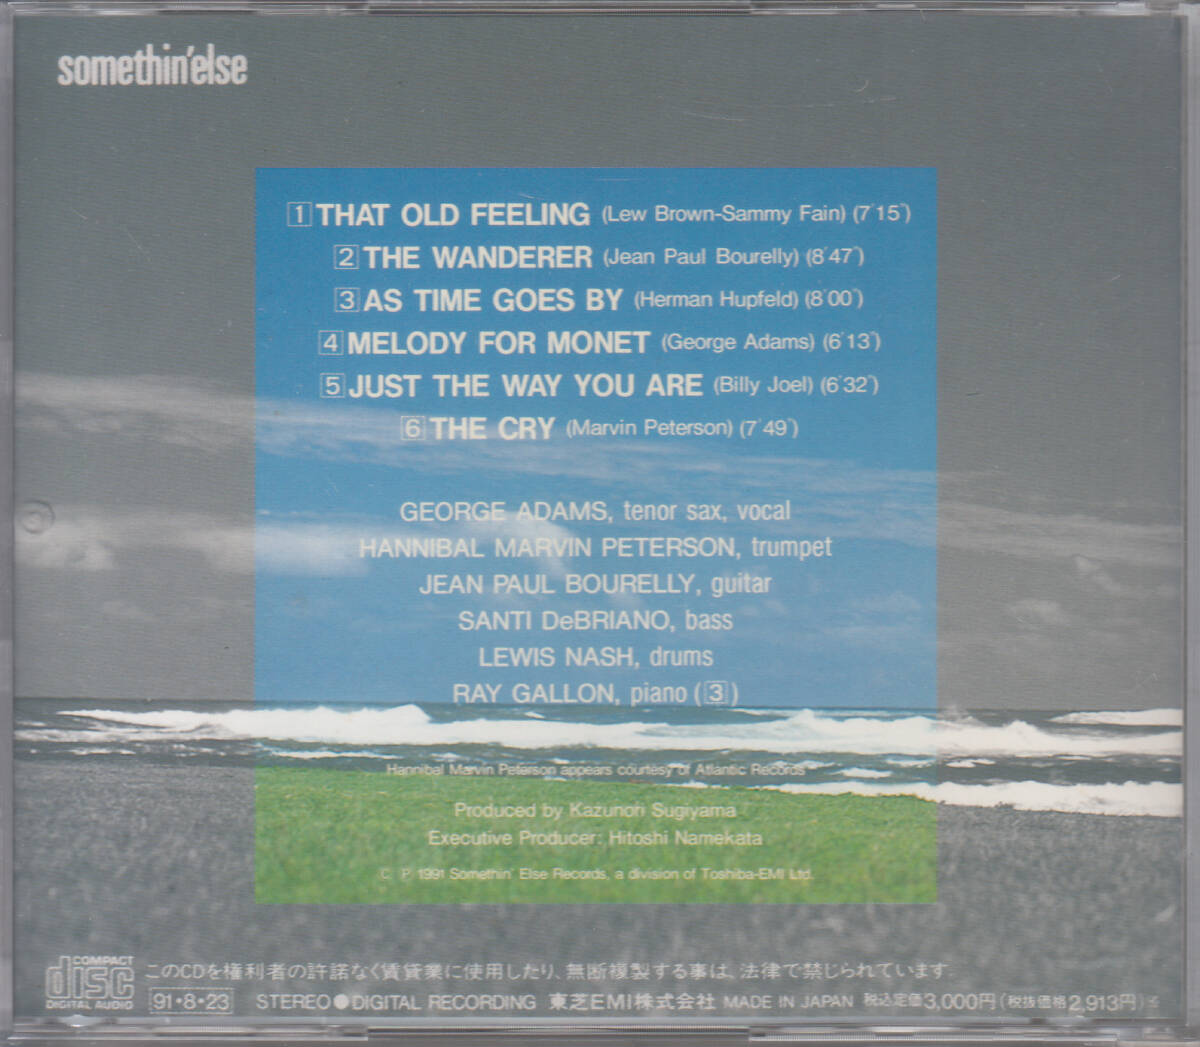 somethin'else
1 THAT OLD FEELING (Lew Brown-Sammy Fain) (7'15")
2 THE WANDERER (Jean Paul Bourelly) (8'47")
3 AS TIME GOES BY (Herman Hupfeld) (8'00")
4 MELODY FOR MONET (George Adams) (6'13")
5 JUST THE WAY YOU ARE (Billy Joel) (6'32")
6 THE CRY (Marvin Peterson) (7'49")
GEORGE ADAMS, tenor sax, vocal
HANNIBAL MARVIN PETERSON, trumpet
JEAN PAUL BOURELLY, guitar
SANTI DeBRIANO, bass
LEWIS NASH, drums
RAY GALLON, piano (3)
Hannibal Marvin Peterson appears courtesy of Atlantic Records
Produced by Kazunori Sugiyama
Executive Producer: Hitoshi Namekata
C. P. 1991 Somethin' Else Records, a division of Toshiba-EMI Ltd.
COMPACT disc DIGITAL AUDIO
このCDを権利者の許諾なく賃貸業に使用したり、無断複製する事は、法律で禁じられています.
91・8・23 STEREO●DIGITAL RECORDING 東芝EMI株式会社 MADE IN JAPAN 税込定価3,000円(税抜価格2,913円)